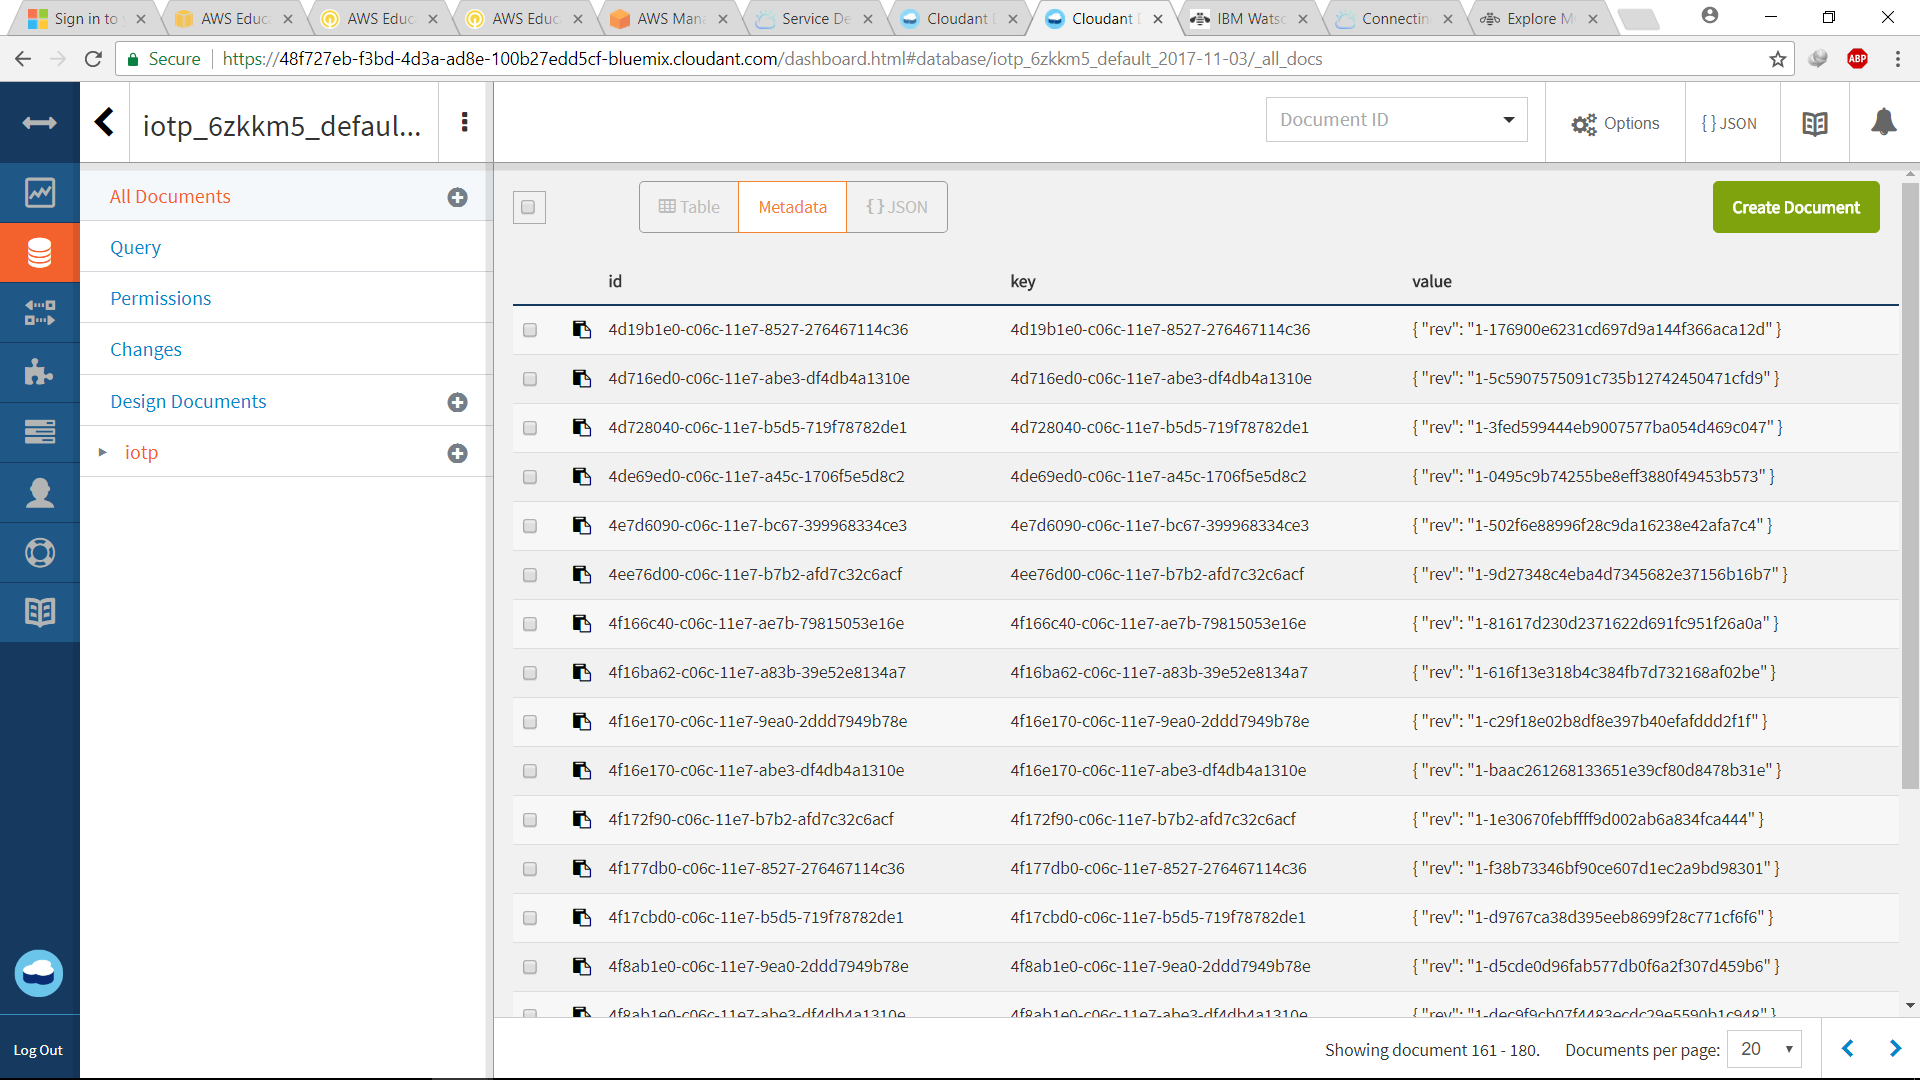 Sign in to y
AWS Educ
AWS Educ
AWS Educ
AWS Mana
Service De
Cloudant D
Cloudant D
IBM Wats
Connectin
Explore M
Secure
https://48f727eb-f3bd-4d3a-ad8e-100b27edd5cf-bluemix.cloudant.com/dashboard.html#database/iotp_6zkkm5_default_2017-11-03/_all_docs
ABP
iotp_6zkkm5_defaul...
Document ID
Options
{ } JSON
All Documents
Query
Permissions
Changes
Design Documents
iotp
Log Out
Table
Metadata
{ } JSON
Create Document
id key value
4d19b1e0-c06c-11e7-8527-276467114c36 4d19b1e0-c06c-11e7-8527-276467114c36 { "rev": "1-176900e6231cd697d9a144f366aca12d" }
4d716ed0-c06c-11e7-abe3-df4db4a1310e 4d716ed0-c06c-11e7-abe3-df4db4a1310e { "rev": "1-5c5907575091c735b12742450471cfd9" }
4d728040-c06c-11e7-b5d5-719f78782de1 4d728040-c06c-11e7-b5d5-719f78782de1 { "rev": "1-3fed599444eb9007577ba054d469c047" }
4de69ed0-c06c-11e7-a45c-1706f5e5d8c2 4de69ed0-c06c-11e7-a45c-1706f5e5d8c2 { "rev": "1-0495c9b74255be8eff3880f49453b573" }
4e7d6090-c06c-11e7-bc67-399968334ce3 4e7d6090-c06c-11e7-bc67-399968334ce3 { "rev": "1-502f6e88996f28c9da16238e42afa7c4" }
4ee76d00-c06c-11e7-b7b2-afd7c32c6acf 4ee76d00-c06c-11e7-b7b2-afd7c32c6acf { "rev": "1-9d27348c4eba4d7345682e37156b16b7" }
4f166c40-c06c-11e7-ae7b-79815053e16e 4f166c40-c06c-11e7-ae7b-79815053e16e { "rev": "1-81617d230d2371622d691fc951f26a0a" }
4f16ba62-c06c-11e7-a83b-39e52e8134a7 4f16ba62-c06c-11e7-a83b-39e52e8134a7 { "rev": "1-616f13e318b4c384fb7d732168af02be" }
4f16e170-c06c-11e7-9ea0-2ddd7949b78e 4f16e170-c06c-11e7-9ea0-2ddd7949b78e { "rev": "1-c29f18e02b8df8e397b40efafddd2f1f" }
4f16e170-c06c-11e7-abe3-df4db4a1310e 4f16e170-c06c-11e7-abe3-df4db4a1310e { "rev": "1-baac261268133651e39cf80d8478b31e" }
4f172f90-c06c-11e7-b7b2-afd7c32c6acf 4f172f90-c06c-11e7-b7b2-afd7c32c6acf { "rev": "1-1e30670febffff9d002ab6a834fca444" }
4f177db0-c06c-11e7-8527-276467114c36 4f177db0-c06c-11e7-8527-276467114c36 { "rev": "1-f38b73346bf90ce607d1ec2a9bd98301" }
4f17cbd0-c06c-11e7-b5d5-719f78782de1 4f17cbd0-c06c-11e7-b5d5-719f78782de1 { "rev": "1-d9767ca38d395eeb8699f28c771cf6f6" }
4f8ab1e0-c06c-11e7-9ea0-2ddd7949b78e 4f8ab1e0-c06c-11e7-9ea0-2ddd7949b78e { "rev": "1-d5cde0d96fab577db0f6a2f307d459b6" }
4f8ab1e0-c06c-11e7-abe3-df4db4a1310e 4f8ab1e0-c06c-11e7-abe3-df4db4a1310e { "rev": "1-dec9f9cb07f4483ecdc29e5590b1c948" }
Showing document 161 - 180.
Documents per page: 20